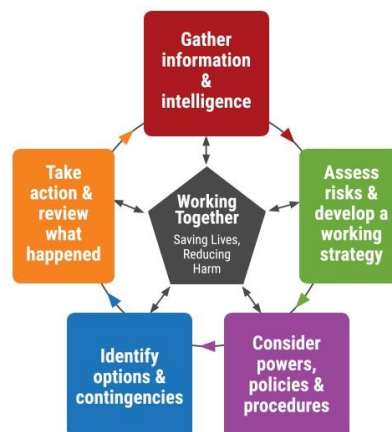 Gather
information
&
intelligence
Assess
risks &
develop a
working
strategy
Consider
powers,
policies &
procedures
Identify
options &
contingencies
Take
action &
review
what
happened
Working
Together
Saving Lives,
Reducing
Harm